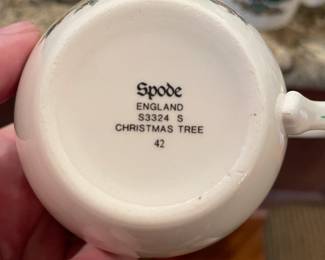 Spode
ENGLAND
S3324 S
CHRISTMAS TREE
42